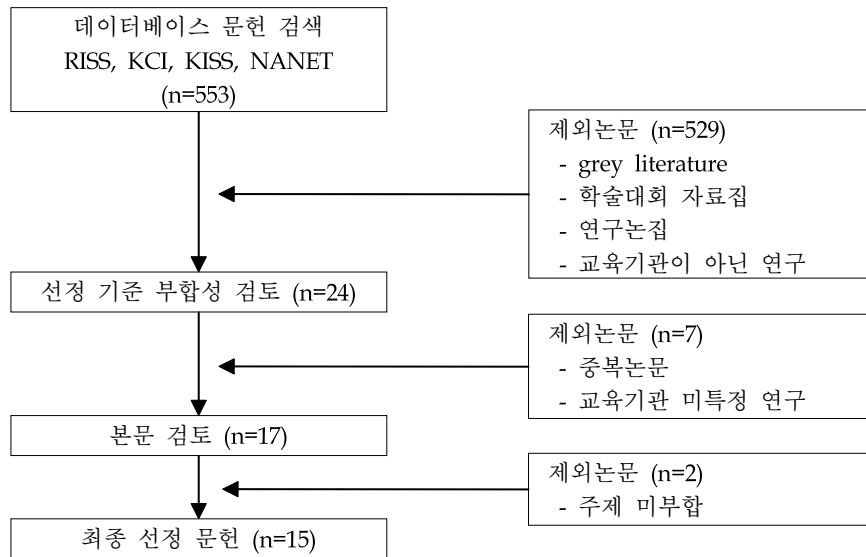 데이터베이스 문헌 검색
RISS, KCI, KISS, NANET
(n=553)
제외논문 (n=529)
- grey literature
- 학술대회 자료집
- 연구논집
- 교육기관이 아닌 연구
선정 기준 부합성 검토 (n=24)
제외논문 (n=7)
- 중복논문
- 교육기관 미특정 연구
본문 검토 (n=17)
제외논문 (n=2)
- 주제 미부합
최종 선정 문헌 (n=15)